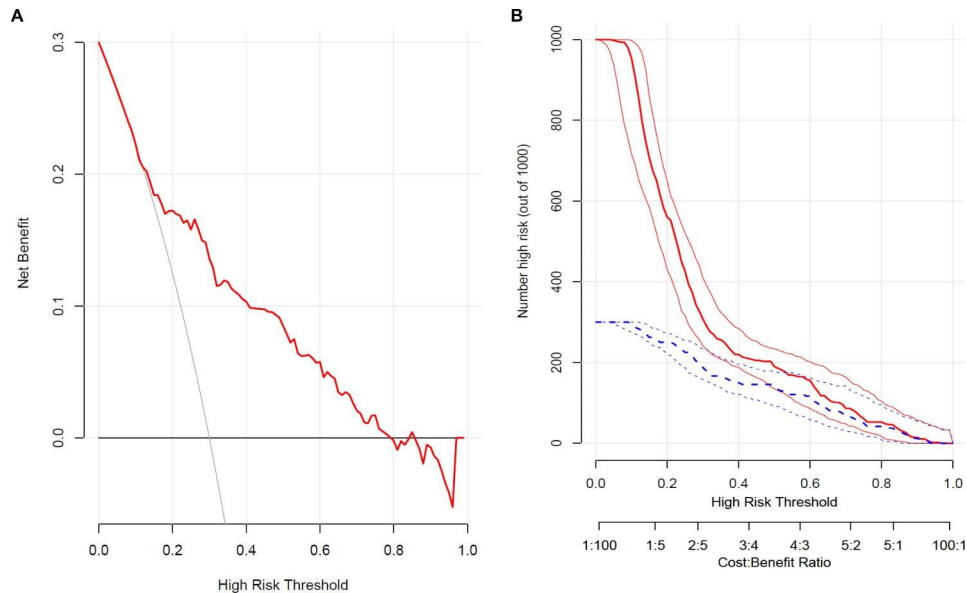 A
Net Benefit
0.3
0.2
0.1
0.0
0.0 0.2 0.4 0.6 0.8 1.0
High Risk Threshold
B
Number high risk (out of 1000)
1000
800
600
400
200
0
0.0 0.2 0.4 0.6 0.8 1.0
High Risk Threshold
1:100 1:5 2:5 3:4 4:3 5:2 5:1 100:1
Cost:Benefit Ratio